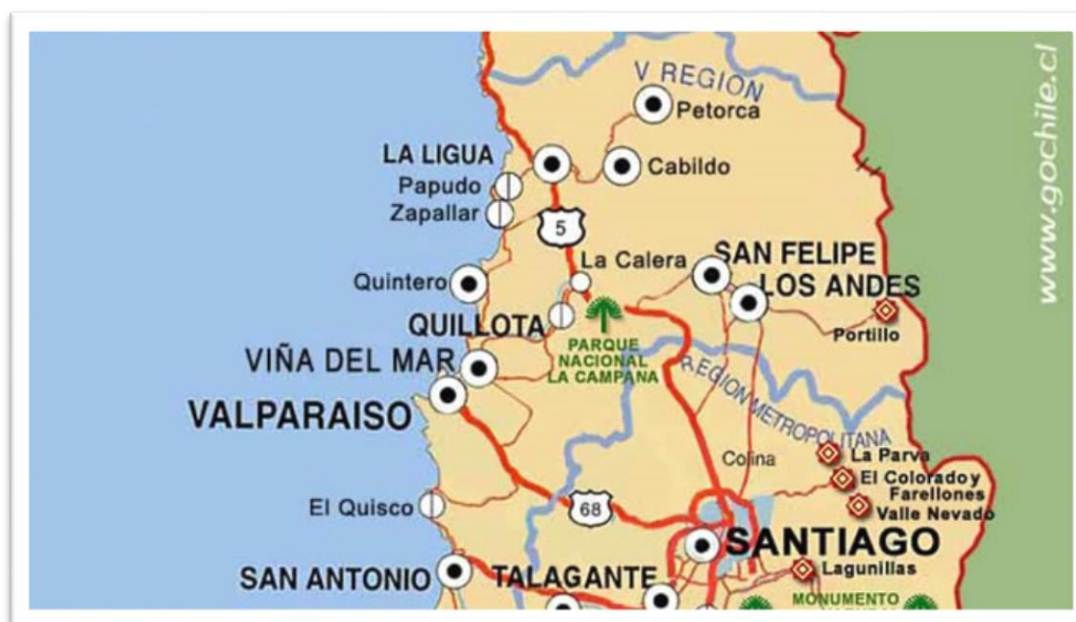 V REGION
Petorca
LA LIGUA
Cabildo
Papudo
Zapallar
5
La Calera
SAN FELIPE
LOS ANDES
Quintero
QUILLOTA
Portillo
PARQUE
NACIONAL
LA CAMPANA
VIÑA DEL MAR
REGION METROPOLITANA
VALPARAISO
Colina
La Parva
El Colorado y
Farellones
Valle Nevado
El Quisco
68
SANTIAGO
Lagunillas
SAN ANTONIO
TALAGANTE
MONUMENTO
www.gochile.cl